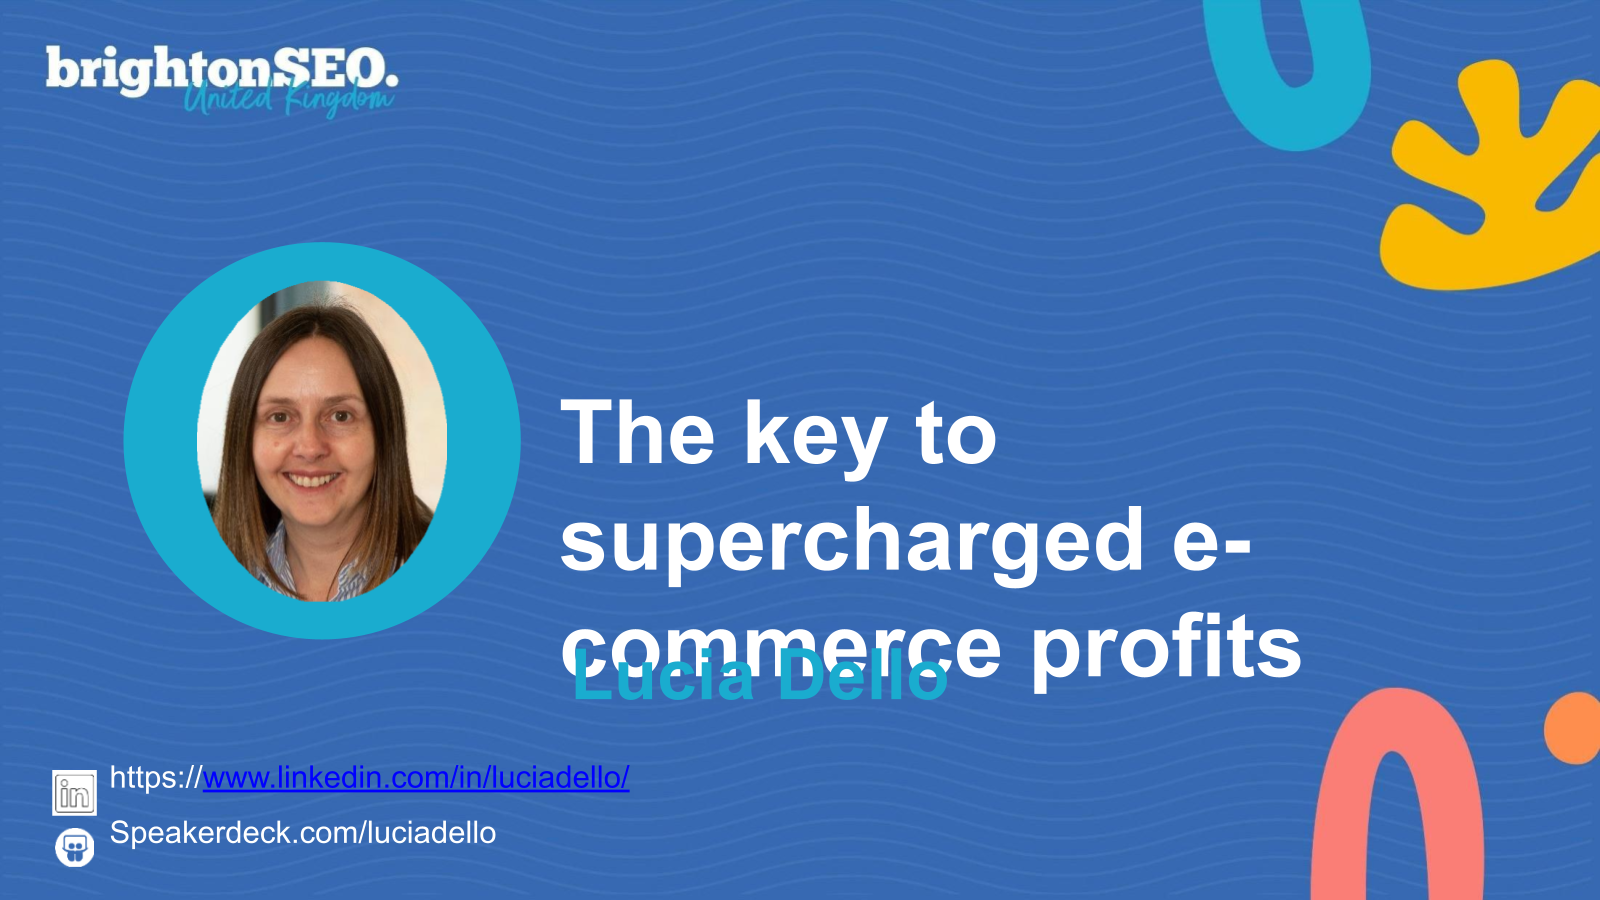 brightonSEO.
United Kingdom
The key to
supercharged e-
commerce profits
Lucia Dello
in
https://www.linkedin.com/in/luciadello/
Speakerdeck.com/luciadello